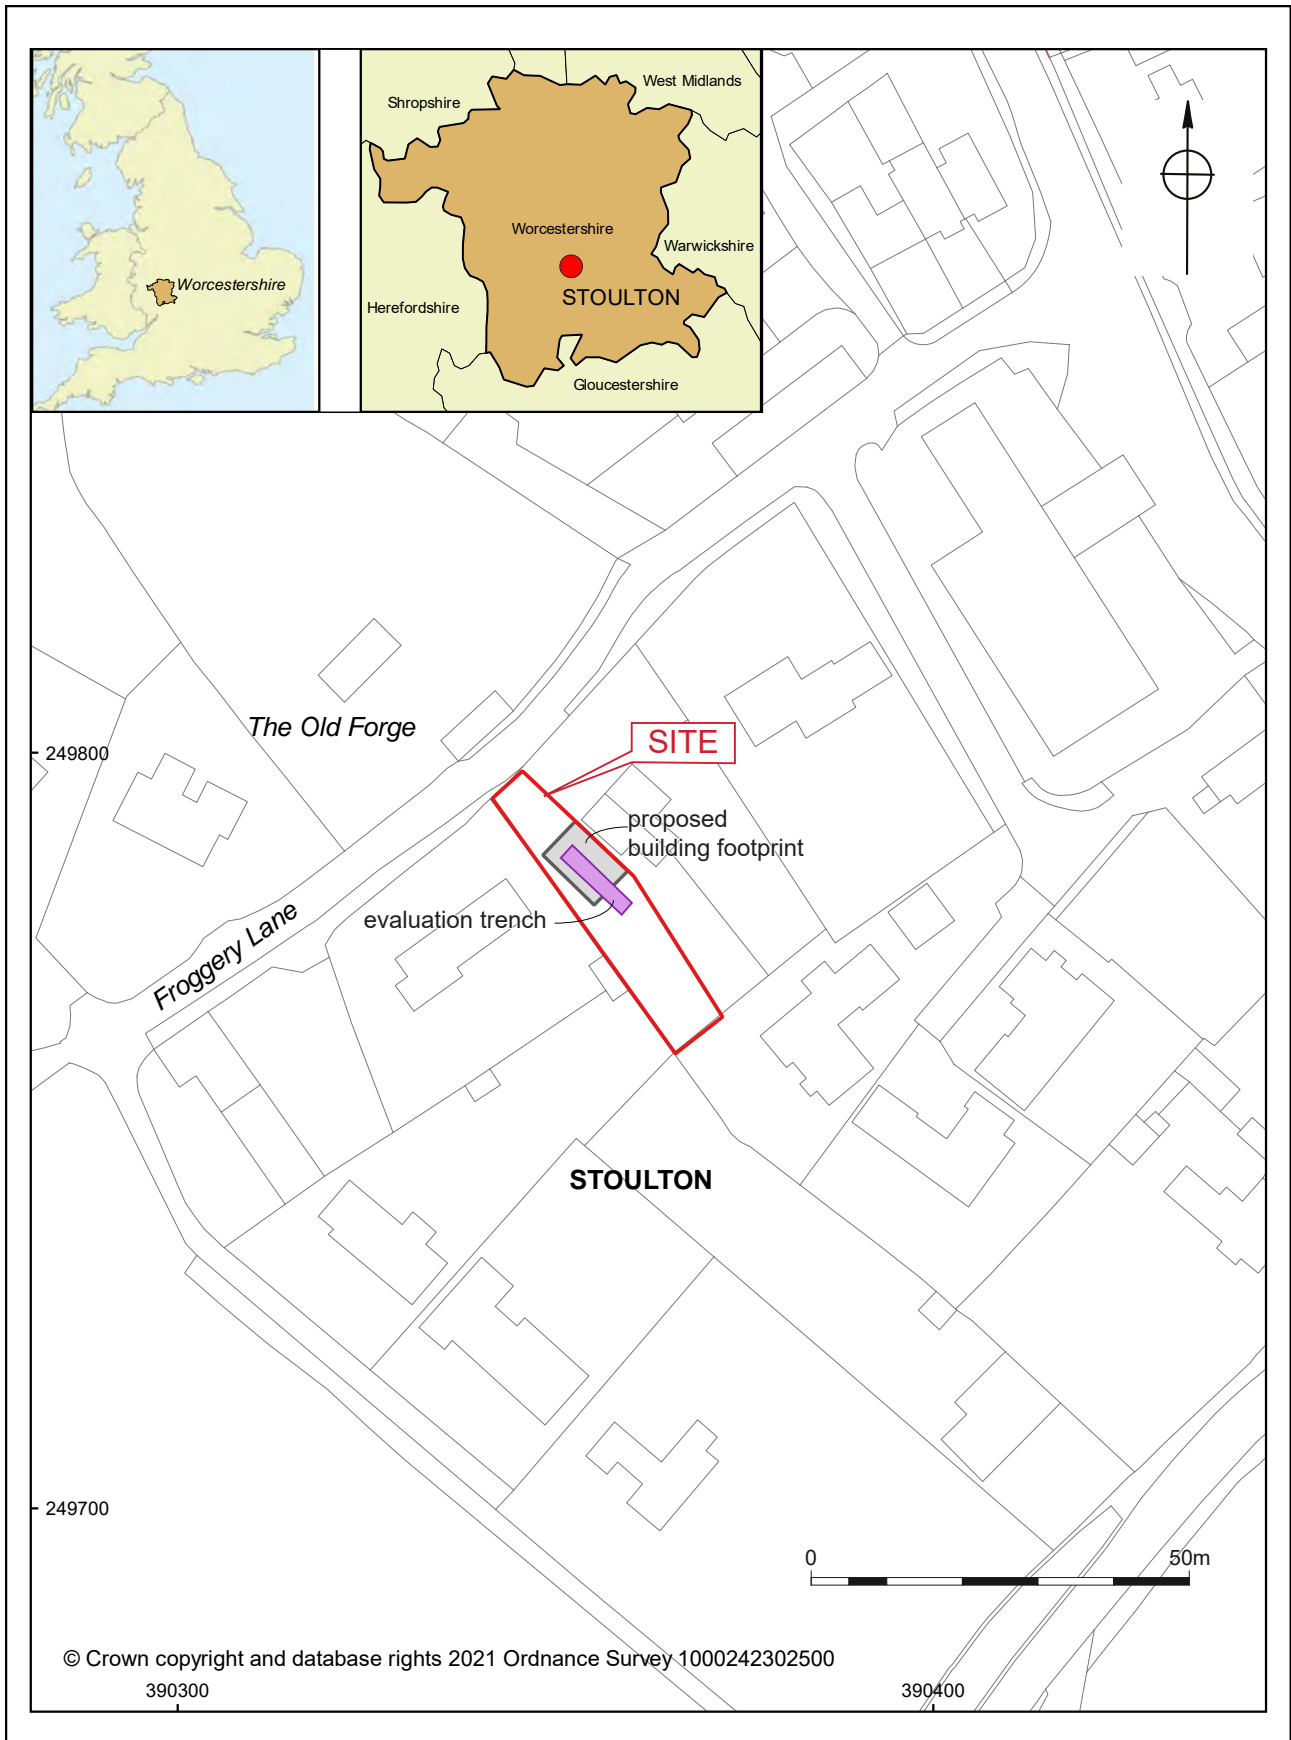 Worcestershire
Shropshire
West Midlands
Worcestershire
Warwickshire
STOULTON
Herefordshire
Gloucestershire
The Old Forge
249800
SITE
proposed
building footprint
evaluation trench
Froggery Lane
STOULTON
249700
0
50m
© Crown copyright and database rights 2021 Ordnance Survey 1000242302500
390300
390400